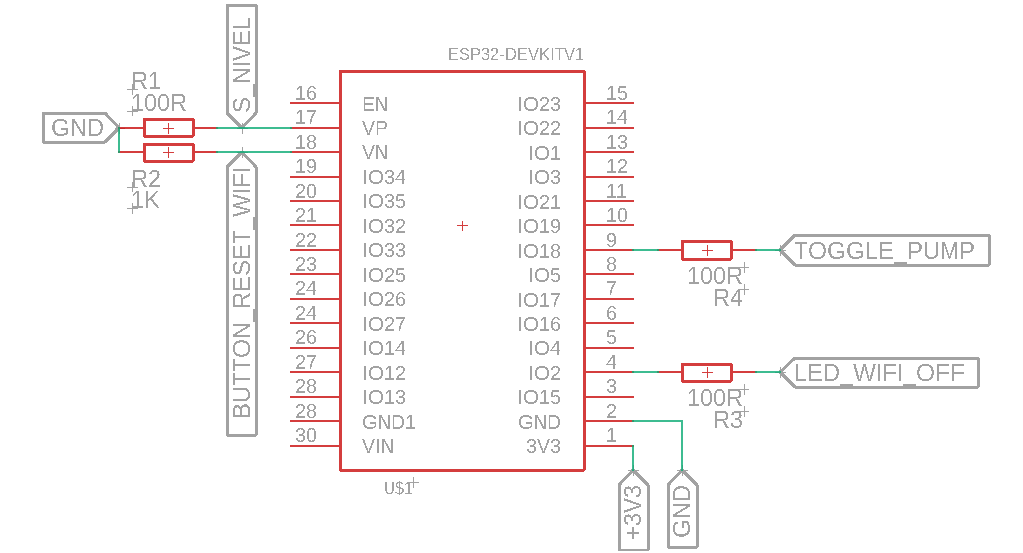 ESP32-DEVKITV1
S_NIVEL
R1
100R
GND
R2
1K
BUTTON_RESET_WIFI
16 EN IO23 15
17 VP IO22 14
18 VN IO1 13
19 IO34 IO3 12
20 IO35 IO21 11
21 IO32 IO19 10
22 IO33 IO18 9
23 IO25 IO5 8
24 IO26 IO17 7
24 IO27 IO16 6
26 IO14 IO4 5
27 IO12 IO2 4
28 IO13 IO15 3
28 GND1 GND 2
30 VIN 3V3 1
U$1
TOGGLE_PUMP
100R
R4
LED_WIFI_OFF
100R
R3
+3V3
GND